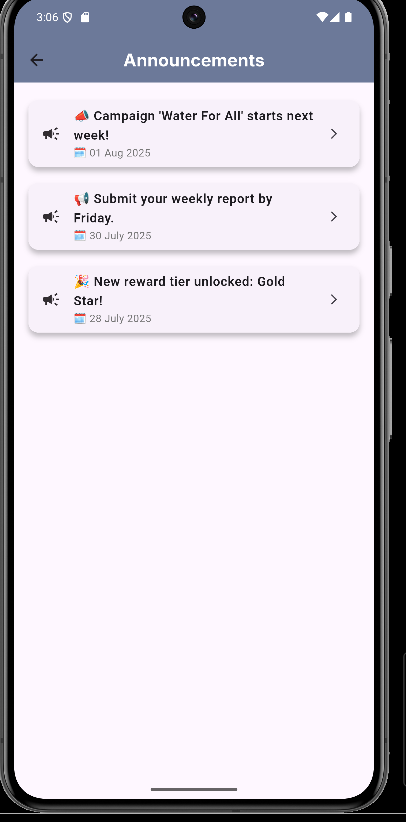 3:06
Announcements
📣 Campaign 'Water For All' starts next
week!
🗓️ 01 Aug 2025
📢 Submit your weekly report by
Friday.
🗓️ 30 July 2025
🎉 New reward tier unlocked: Gold
Star!
🗓️ 28 July 2025